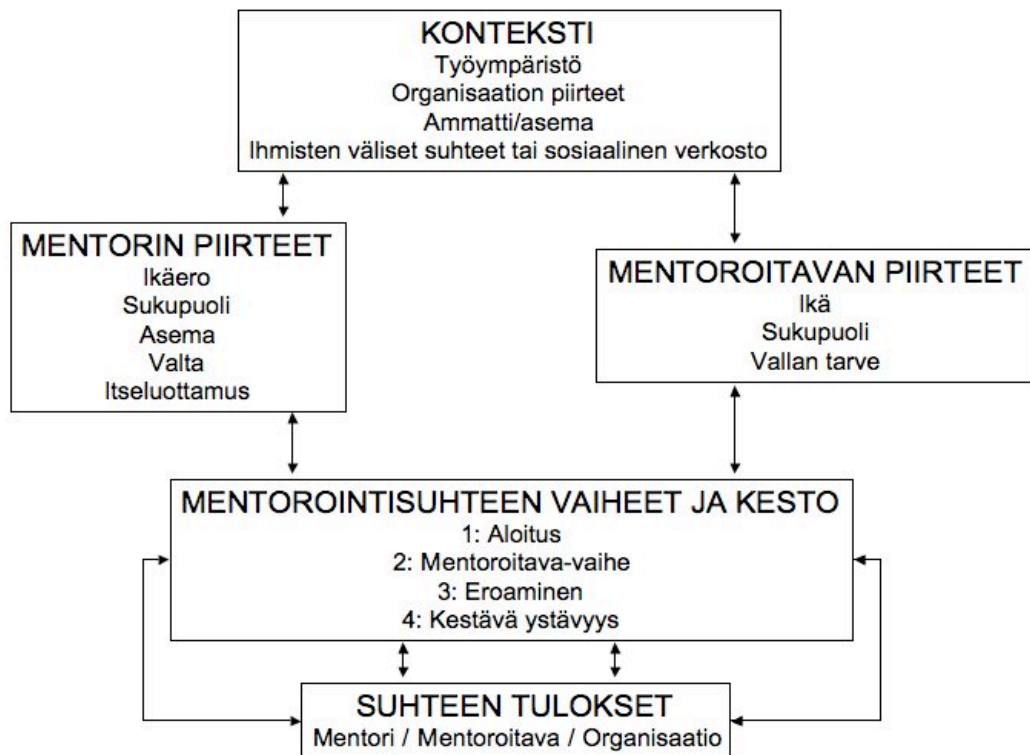 KONTEKSTI
Työympäristö
Organisaation piirteet
Ammatti/asema
Ihmisten väliset suhteet tai sosiaalinen verkosto
MENTORIN PIIRTEET
Ikäero
Sukupuoli
Asema
Valta
Itseluottamus
MENTOROITAVAN PIIRTEET
Ikä
Sukupuoli
Vallan tarve
MENTOROINTISUHTEEN VAIHEET JA KESTO
1: Aloitus
2: Mentoroitava-vaihe
3: Eroaminen
4: Kestävä ystävyys
SUHTEEN TULOKSET
Mentori / Mentoroitava / Organisaatio